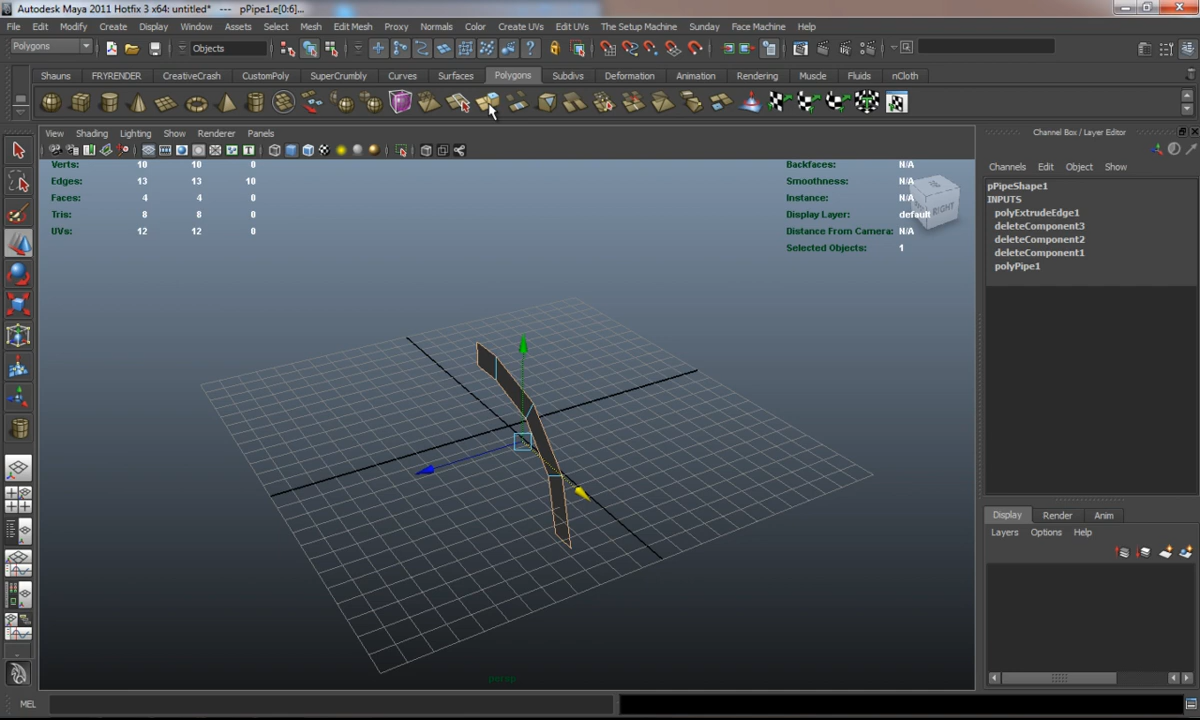 Autodesk Maya 2011 Hotfix 3 x64: untitled* --- pPipe1.e[0:6]...
File Edit Modify Create Display Window Assets Select Mesh Edit Mesh Proxy Normals Color Create UVs Edit UVs The Setup Machine Sunday Face Machine Help
Polygons Objects
Shauns FRYRENDER CreativeCrash CustomPoly SuperCrumbly Curves Surfaces Polygons Subdivs Deformation Animation Rendering Muscle Fluids nCloth
View Shading Lighting Show Renderer Panels
Channel Box / Layer Editor
Channels Edit Object Show
Verts: 10 10 0
Edges: 13 13 10
Faces: 4 4 0
Tris: 8 8 0
UVs: 12 12 0
Backfaces: N/A
Smoothness: N/A
Instance: N/A
Display Layer: default
Distance From Camera: N/A
Selected Objects: 1
RIGHT
pPipeShape1
INPUTS
polyExtrudeEdge1
deleteComponent3
deleteComponent2
deleteComponent1
polyPipe1
Display Render Anim
Layers Options Help
persp
MEL